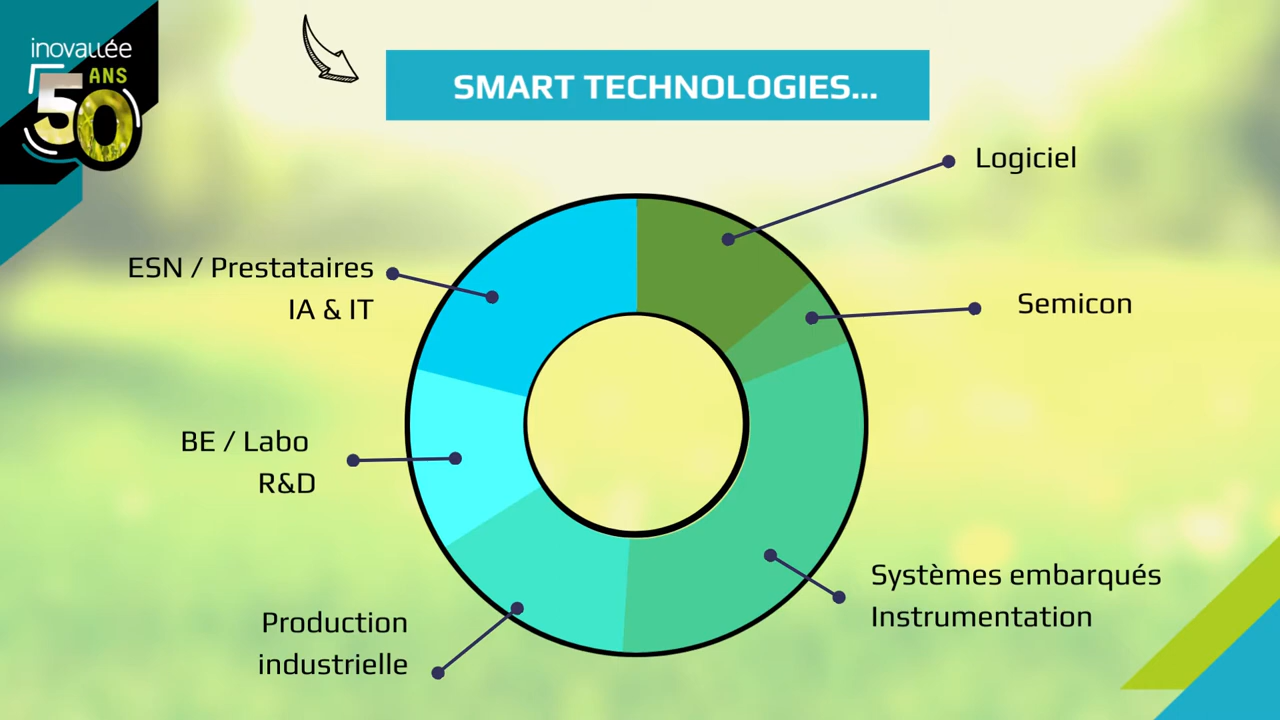 inovallée
ANS
50
SMART TECHNOLOGIES...
Logiciel
Semicon
Systèmes embarqués
Instrumentation
Production
industrielle
BE / Labo
R&D
ESN / Prestataires
IA & IT